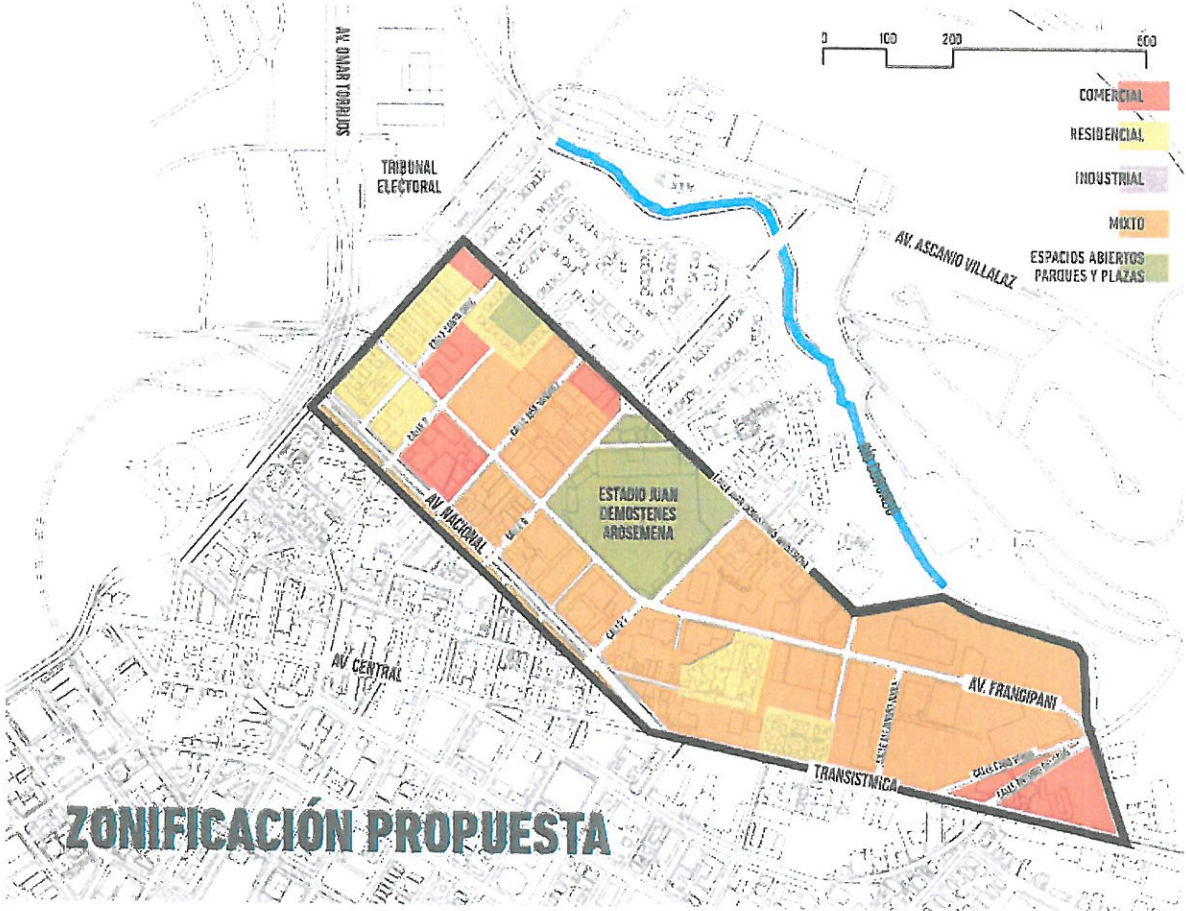 0 100 200 500
COMERCIAL
RESIDENCIAL
INDUSTRIAL
MIXTO
ESPACIOS ABIERTOS
PARQUES Y PLAZAS
AV. OMAR TORRIJOS
TRIBUNAL
ELECTORAL
AV. ASCANIO VILLALAZ
ESTADIO JUAN
DEMOSTENES
AROSEMENA
AV. NACIONAL
AV. CENTRAL
AV. FRANGIPANI
TRANSISTMICA
ZONIFICACIÓN PROPUESTA